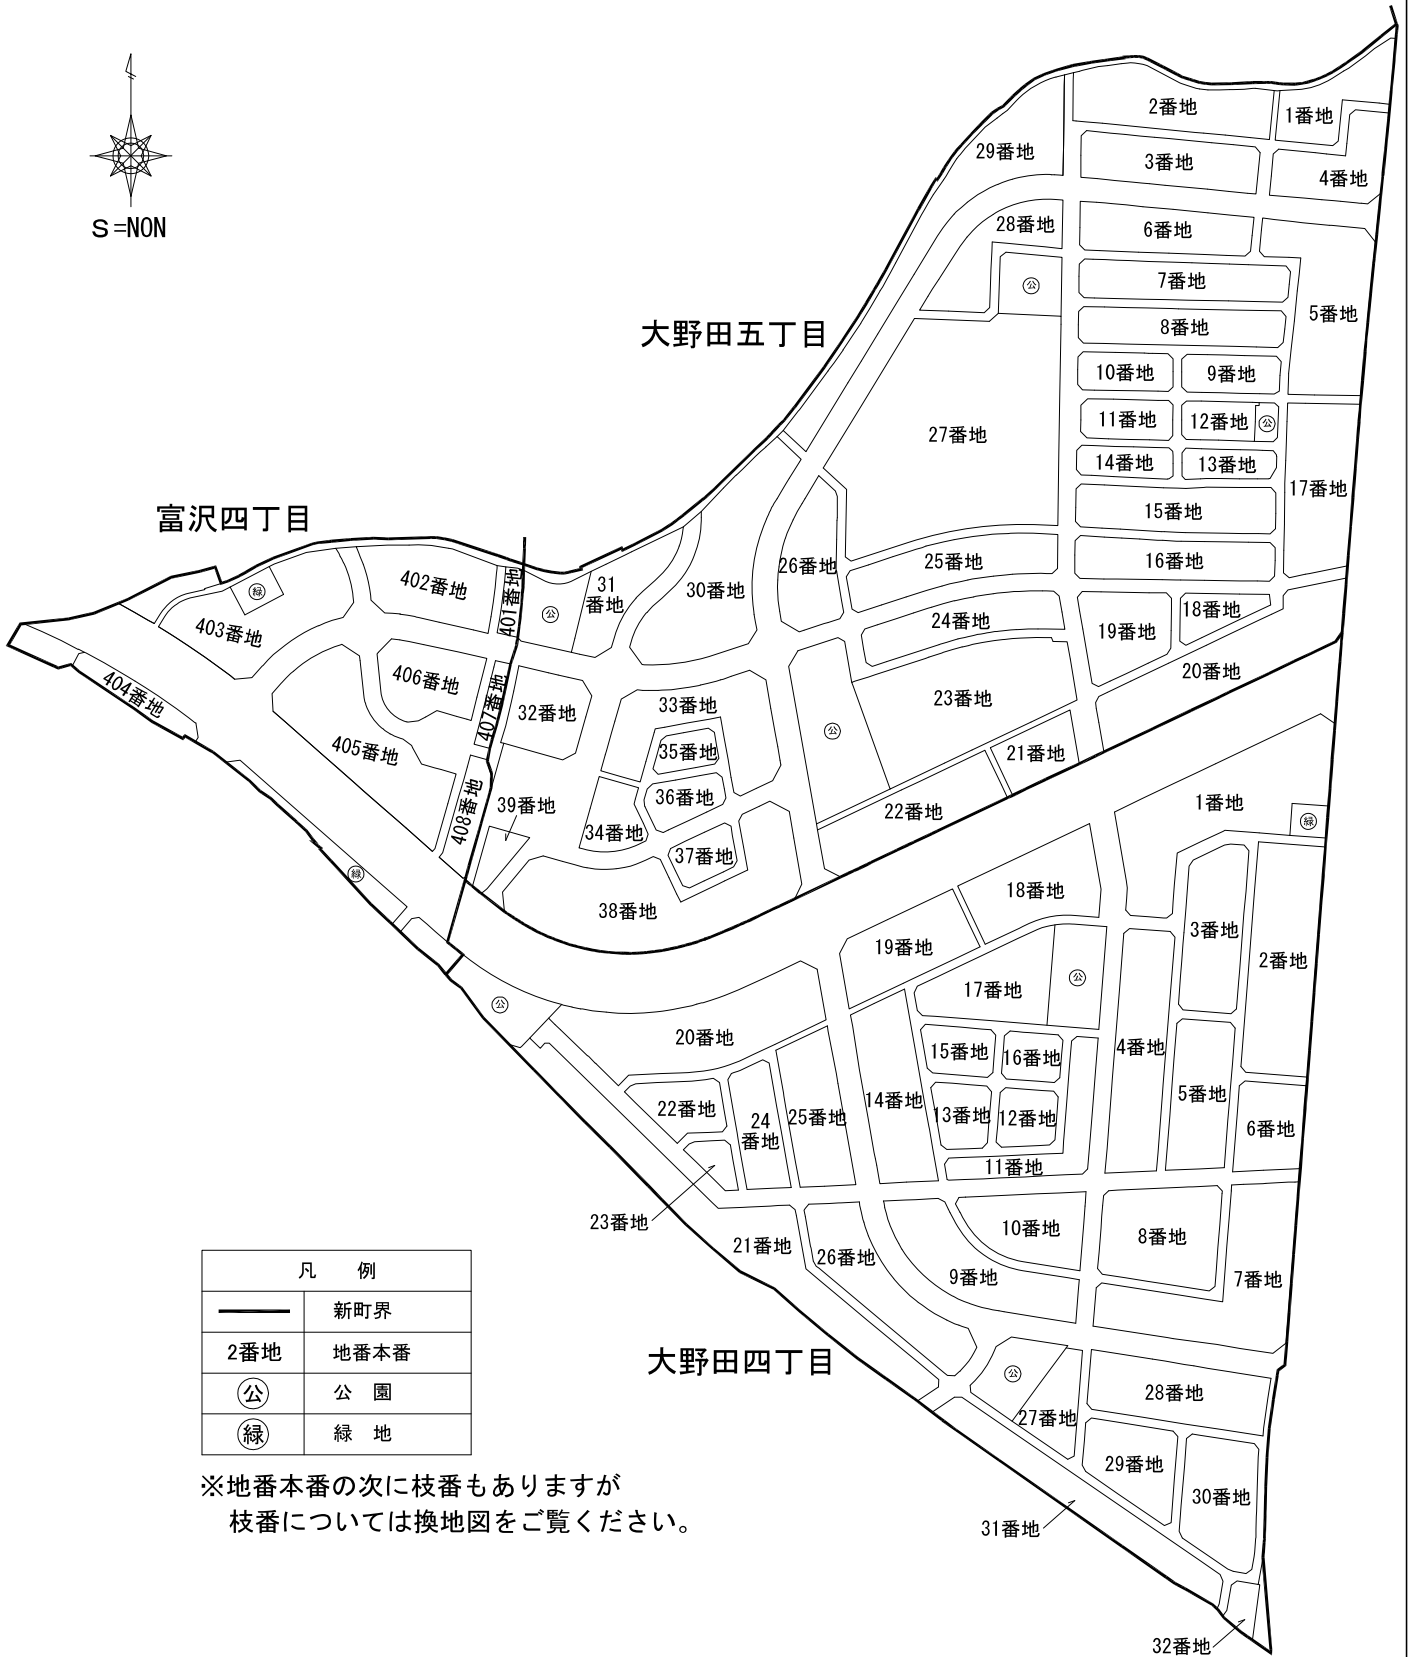 S=NON
2番地
1番地
29番地
3番地
4番地
28番地
6番地
公
7番地
5番地
大野田五丁目
8番地
10番地
9番地
11番地
12番地
公
27番地
14番地
13番地
17番地
富沢四丁目
15番地
25番地
16番地
26番地
402番地
401番地
31
番地
30番地
緑
公
18番地
24番地
19番地
403番地
20番地
406番地
404番地
407番地
32番地
33番地
23番地
公
405番地
35番地
21番地
36番地
408番地
39番地
34番地
22番地
1番地
緑
37番地
緑
38番地
18番地
3番地
19番地
2番地
公
17番地
公
20番地
15番地
16番地
4番地
14番地
5番地
22番地
24
番地
25番地
13番地
12番地
6番地
11番地
23番地
10番地
8番地
21番地
26番地
9番地
7番地
大野田四丁目
公
28番地
27番地
29番地
30番地
31番地
32番地
凡 例
新町界
2番地 地番本番
公 公 園
緑 緑 地
※地番本番の次に枝番もありますが
枝番については換地図をご覧ください。